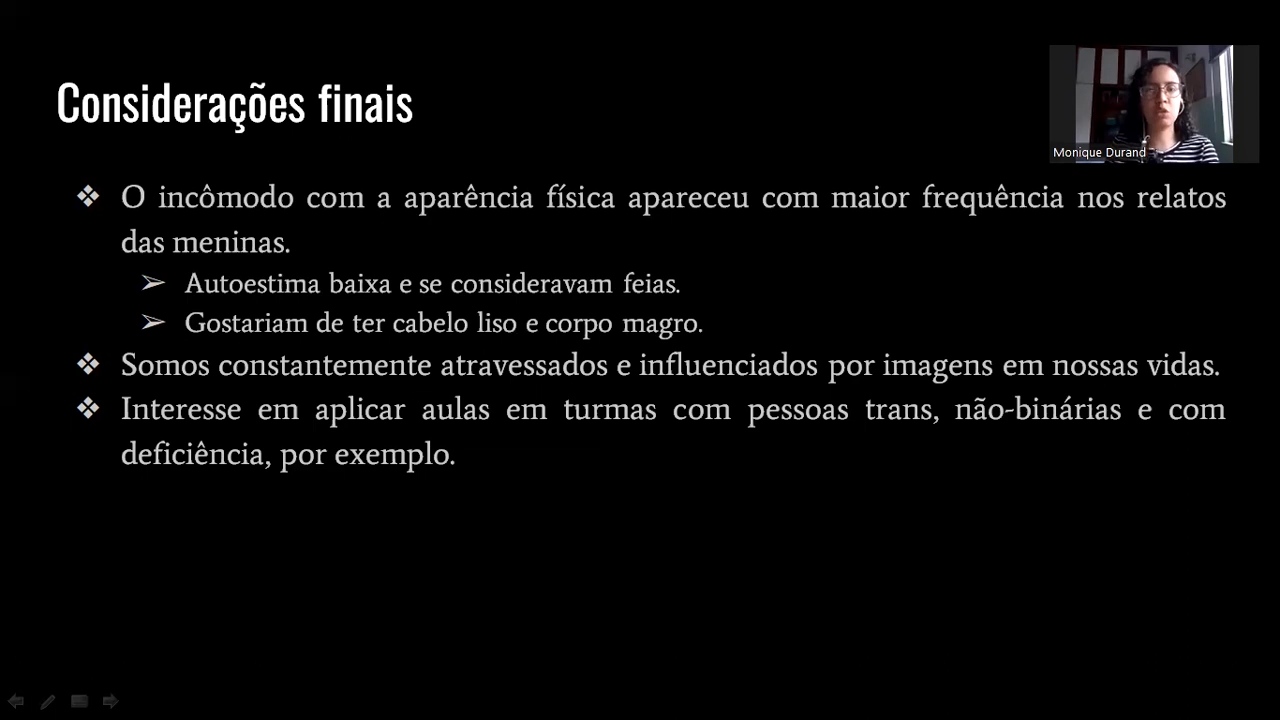 Considerações finais
Monique Durand
❖ O incômodo com a aparência física apareceu com maior frequência nos relatos
das meninas.
➢ Autoestima baixa e se consideravam feias.
➢ Gostariam de ter cabelo liso e corpo magro.
❖ Somos constantemente atravessados e influenciados por imagens em nossas vidas.
❖ Interesse em aplicar aulas em turmas com pessoas trans, não-binárias e com
deficiência, por exemplo.